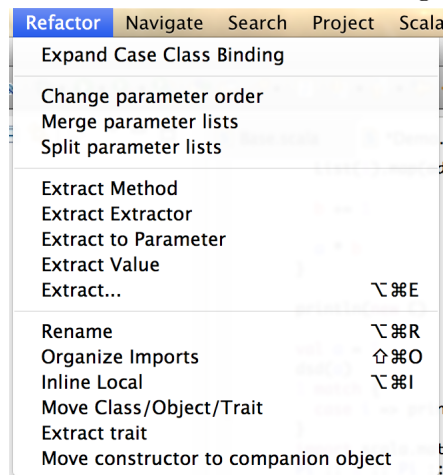 Refactor Navigate Search Project Scala
Expand Case Class Binding
Change parameter order
Merge parameter lists
Split parameter lists
Extract Method
Extract Extractor
Extract to Parameter
Extract Value
Extract... ⌥⌘E
Rename ⌥⌘R
Organize Imports ⇧⌘O
Inline Local ⌥⌘I
Move Class/Object/Trait
Extract trait
Move constructor to companion object